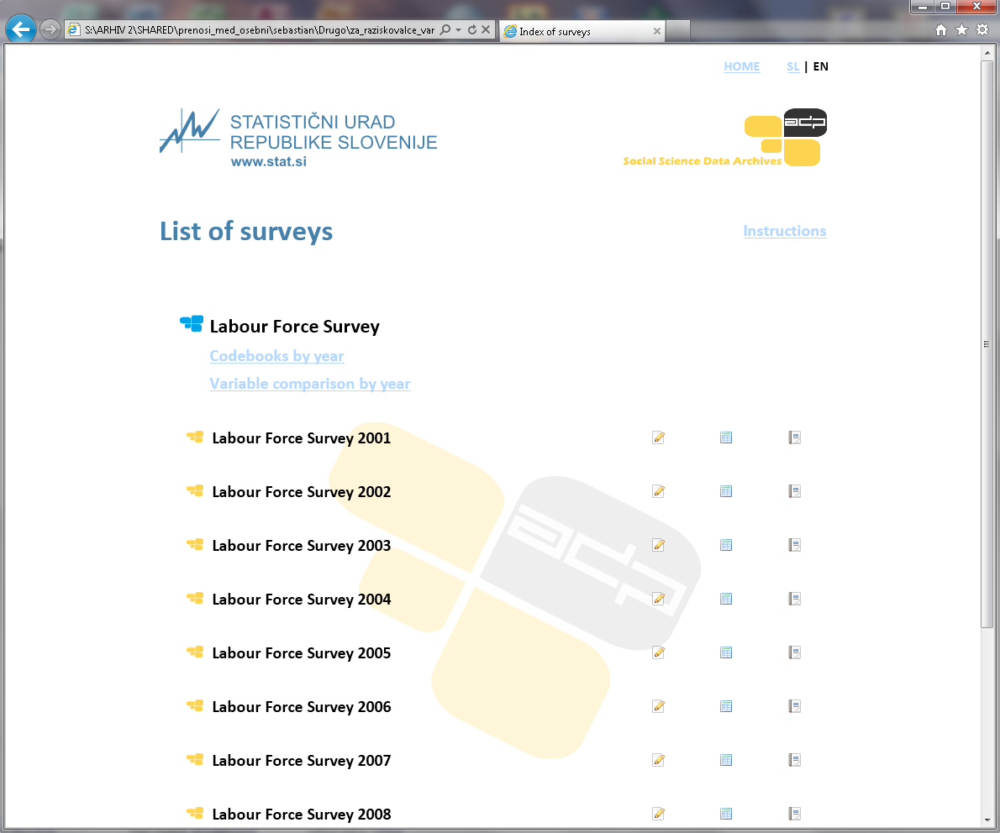 S:\ARHIV 2\SHARED\prenosi_med_osebni\sebastian\Drugo\za_raziskovalce_var
Index of surveys
HOME SL | EN
STATISTIČNI URAD
REPUBLIKE SLOVENIJE
www.stat.si
adp
Social Science Data Archives
List of surveys
Instructions
Labour Force Survey
Codebooks by year
Variable comparison by year
Labour Force Survey 2001
Labour Force Survey 2002
adp
Labour Force Survey 2003
Labour Force Survey 2004
Labour Force Survey 2005
Labour Force Survey 2006
Labour Force Survey 2007
Labour Force Survey 2008